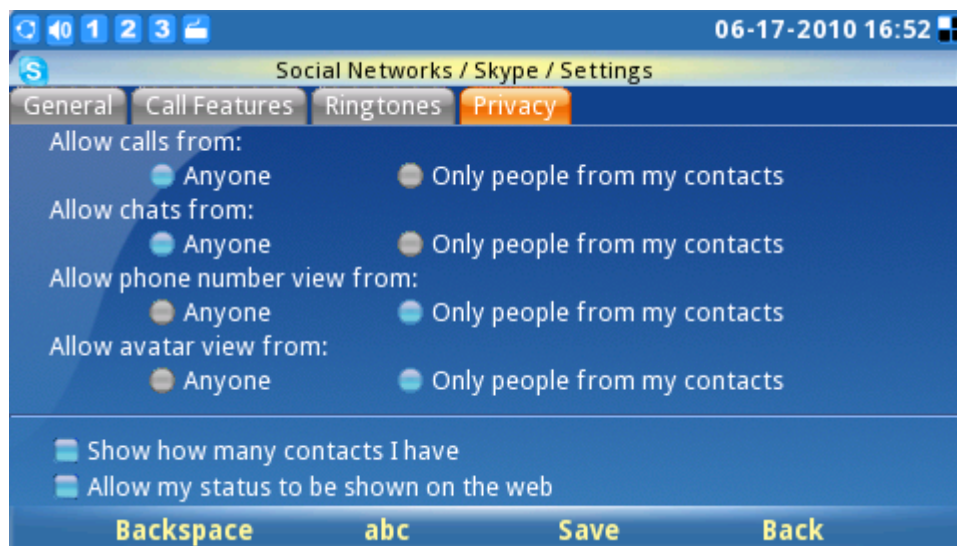 1 2 3 06-17-2010 16:52
S Social Networks / Skype / Settings
General Call Features Ringtones Privacy
Allow calls from:
Anyone Only people from my contacts
Allow chats from:
Anyone Only people from my contacts
Allow phone number view from:
Anyone Only people from my contacts
Allow avatar view from:
Anyone Only people from my contacts
Show how many contacts I have
Allow my status to be shown on the web
Backspace abc Save Back